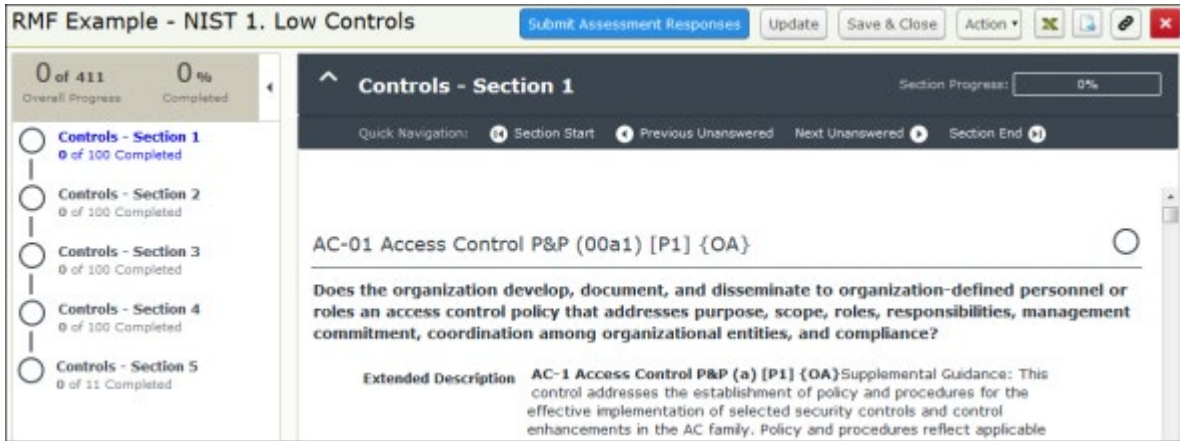 RMF Example - NIST 1. Low Controls
Submit Assessment Responses
Update
Save & Close
Action
0 of 411
Overall Progress
0 %
Completed
Controls - Section 1
0 of 100 Completed
Controls - Section 2
0 of 100 Completed
Controls - Section 3
0 of 100 Completed
Controls - Section 4
0 of 100 Completed
Controls - Section 5
0 of 11 Completed
Controls - Section 1
Section Progress: 0%
Quick Navigation: Section Start Previous Unanswered Next Unanswered Section End
AC-01 Access Control P&P (00a1) [P1] {OA}
Does the organization develop, document, and disseminate to organization-defined personnel or
roles an access control policy that addresses purpose, scope, roles, responsibilities, management
commitment, coordination among organizational entities, and compliance?
Extended Description AC-1 Access Control P&P (a) [P1] {OA}Supplemental Guidance: This
control addresses the establishment of policy and procedures for the
effective implementation of selected security controls and control
enhancements in the AC family. Policy and procedures reflect applicable